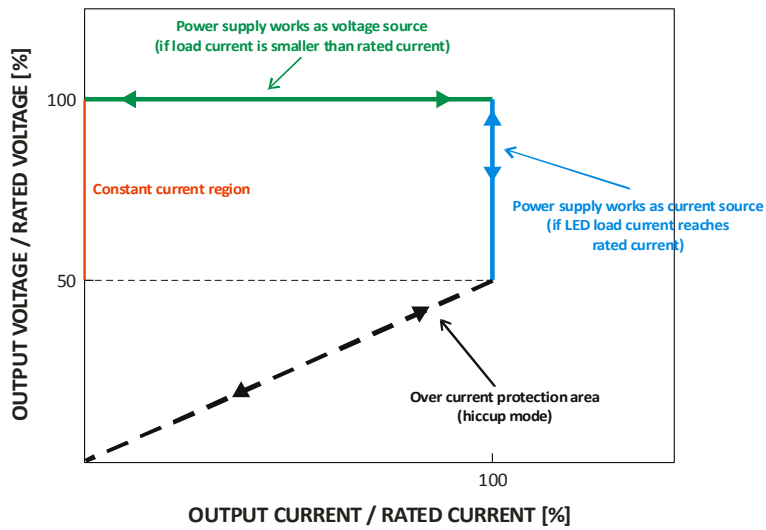 Power supply works as voltage source
(if load current is smaller than rated current)
OUTPUT VOLTAGE / RATED VOLTAGE [%]
100
Constant current region
Power supply works as current source
(if LED load current reaches
rated current)
50
Over current protection area
(hiccup mode)
100
OUTPUT CURRENT / RATED CURRENT [%]